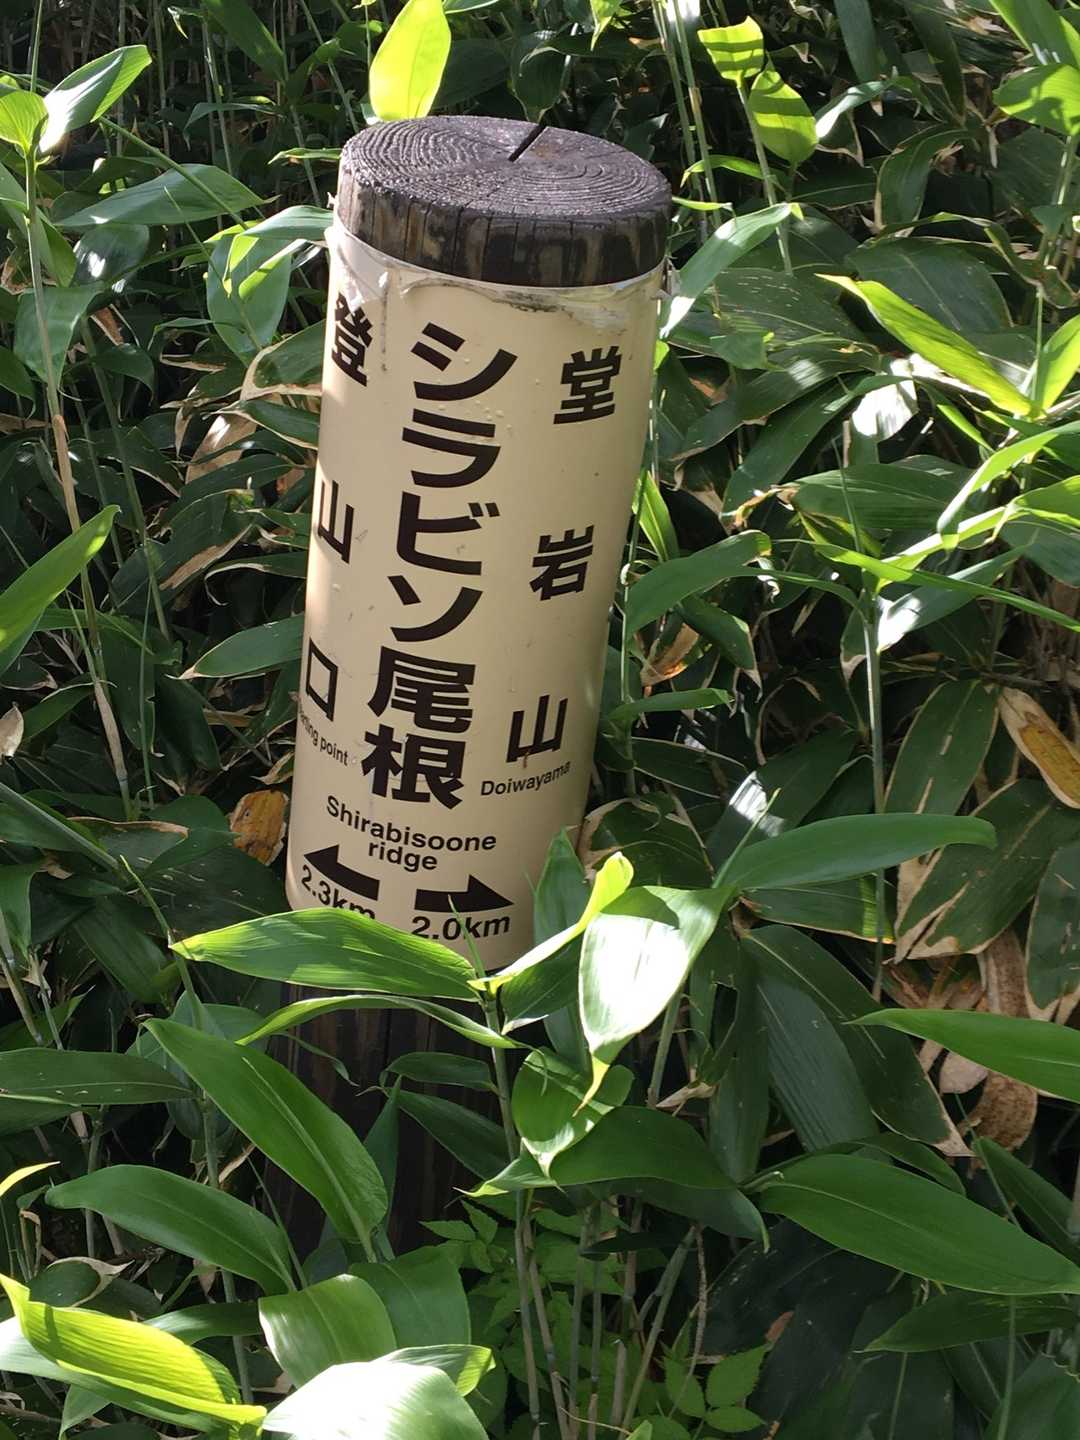 堂岩山
Doiwayama
シラビソ尾根
Shirabisoone
ridge
登山口
point
2.3km
2.0km